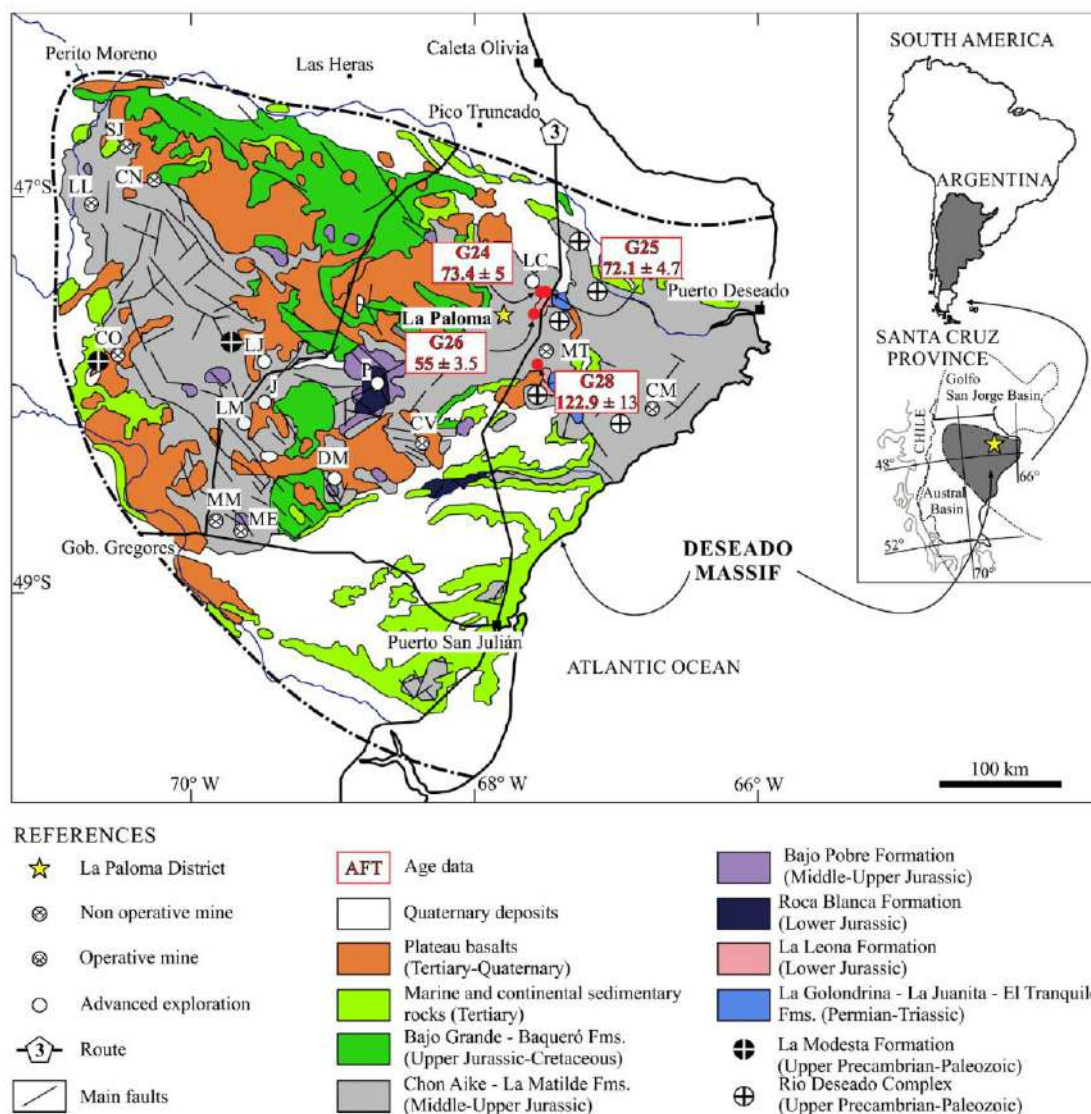 Perito Moreno
Las Heras
Caleta Olivia
Pico Truncado
3
SJ
CN
LL
47°S
G24
73.4 ± 5
LC
G25
72.1 ± 4.7
Puerto Deseado
La Paloma
G26
55 ± 3.5
MT
G28
122.9 ± 13
CM
CO
LJ
J
P
LM
CV
DM
MM
ME
Gob. Gregores
49°S
DESEADO
MASSIF
Puerto San Julián
ATLANTIC OCEAN
70° W
68° W
66° W
100 km
SOUTH AMERICA
ARGENTINA
SANTA CRUZ
PROVINCE
Golfo
San Jorge Basin
CHILE
48°
66°
Austral
Basin
52°
70°
REFERENCES
La Paloma District
Non operative mine
Operative mine
Advanced exploration
3 Route
Main faults
AFT Age data
Quaternary deposits
Plateau basalts
(Tertiary-Quaternary)
Marine and continental sedimentary
rocks (Tertiary)
Bajo Grande - Baqueró Fms.
(Upper Jurassic-Cretaceous)
Chon Aike - La Matilde Fms.
(Middle-Upper Jurassic)
Bajo Pobre Formation
(Middle-Upper Jurassic)
Roca Blanca Formation
(Lower Jurassic)
La Leona Formation
(Lower Jurassic)
La Golondrina - La Juanita - El Tranquilo
Fms. (Permian-Triassic)
La Modesta Formation
(Upper Precambrian-Paleozoic)
Rio Deseado Complex
(Upper Precambrian-Paleozoic)